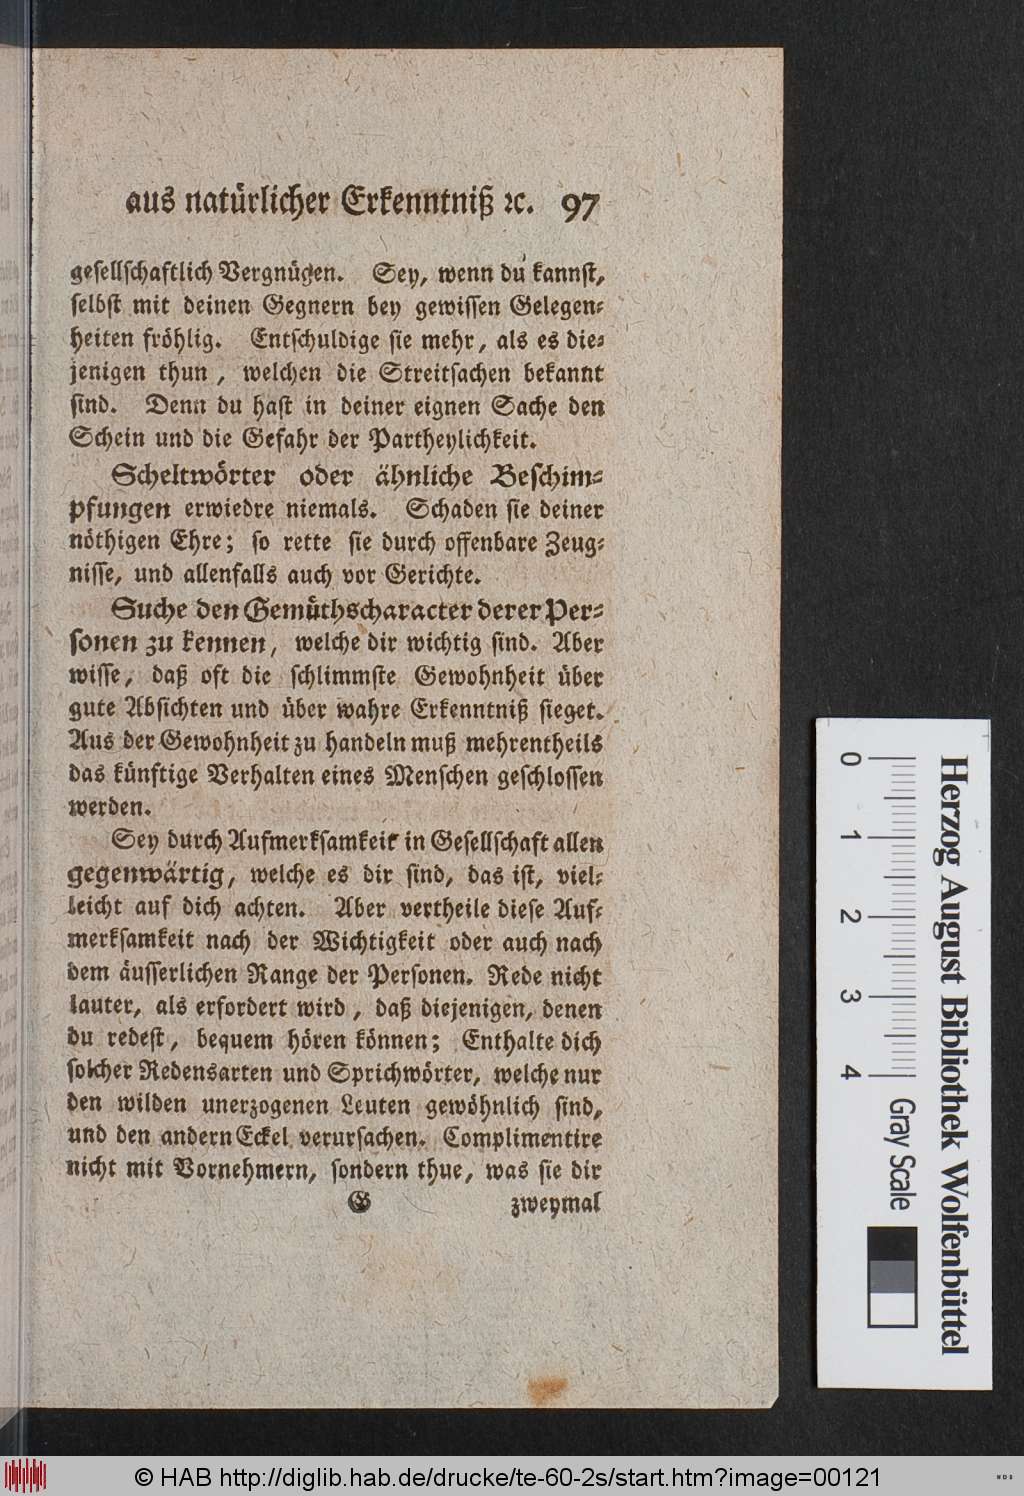 aus natürlicher Erkenntniß ꝛc. 97
gesellschaftlich Vergnügen. Sey, wenn du kannst,
selbst mit deinen Gegnern bey gewissen Gelegen⸗
heiten fröhlig. Entschuldige sie mehr, als es die⸗
jenigen thun, welchen die Streitsachen bekannt
sind. Denn du hast in deiner eignen Sache den
Schein und die Gefahr der Partheylichkeit.
Scheltwörter oder ähnliche Beschim⸗
pfungen erwiedre niemals. Schaden sie deiner
nöthigen Ehre; so rette sie durch offenbare Zeug⸗
nisse, und allenfalls auch vor Gerichte.
Suche den Gemüthscharacter derer Per⸗
sonen zu kennen, welche dir wichtig sind. Aber
wisse, daß oft die schlimmste Gewohnheit über
gute Absichten und über wahre Erkenntniß sieget.
Aus der Gewohnheit zu handeln muß mehrentheils
das künftige Verhalten eines Menschen geschlossen
werden.
Sey durch Aufmerksamkeit in Gesellschaft allen
gegenwärtig, welche es dir sind, das ist, viel⸗
leicht auf dich achten. Aber vertheile diese Auf⸗
merksamkeit nach der Wichtigkeit oder auch nach
dem äusserlichen Range der Personen. Rede nicht
lauter, als erfordert wird, daß diejenigen, denen
du redest, bequem hören können; Enthalte dich
solcher Redensarten und Sprichwörter, welche nur
den wilden unerzogenen Leuten gewöhnlich sind,
und den andern Eckel verursachen. Complimentire
nicht mit Vornehmern, sondern thue, was sie dir
G zweymal
0 1 2 3 4 Gray Scale
Herzog August Bibliothek Wolfenbüttel
© HAB http://diglib.hab.de/drucke/te-60-2s/start.htm?image=00121